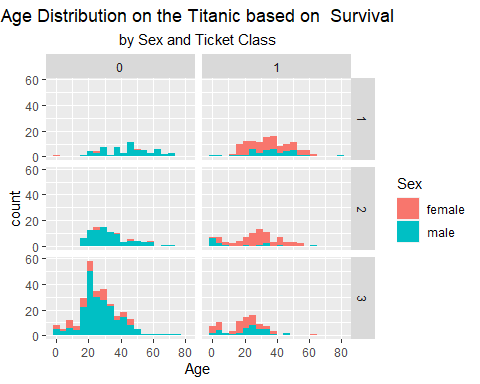 Age Distribution on the Titanic based on  Survival
by Sex and Ticket Class
0 1
60
40
20
0
1
60
40
20
0
2
60
40
20
0
3
count
0 20 40 60 80 0 20 40 60 80
Age
Sex
female
male